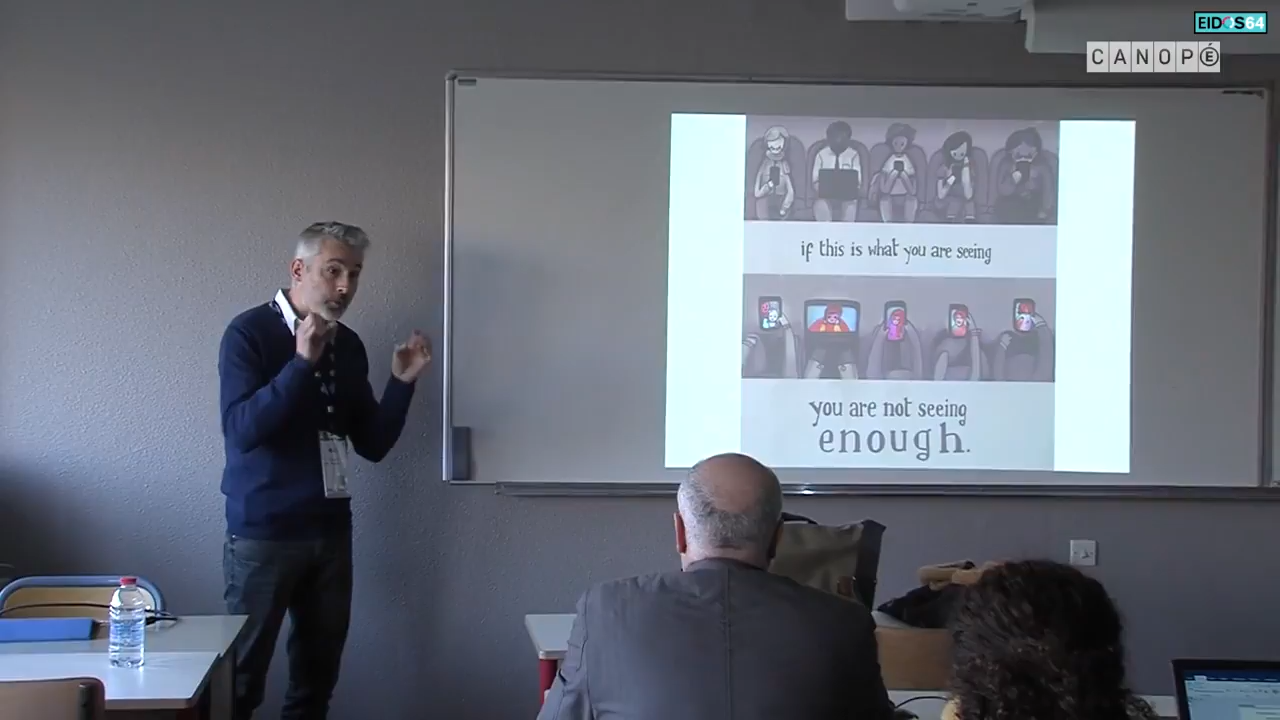 EIDOS64
CANOPÉ
if this is what you are seeing
you are not seeing
enough.